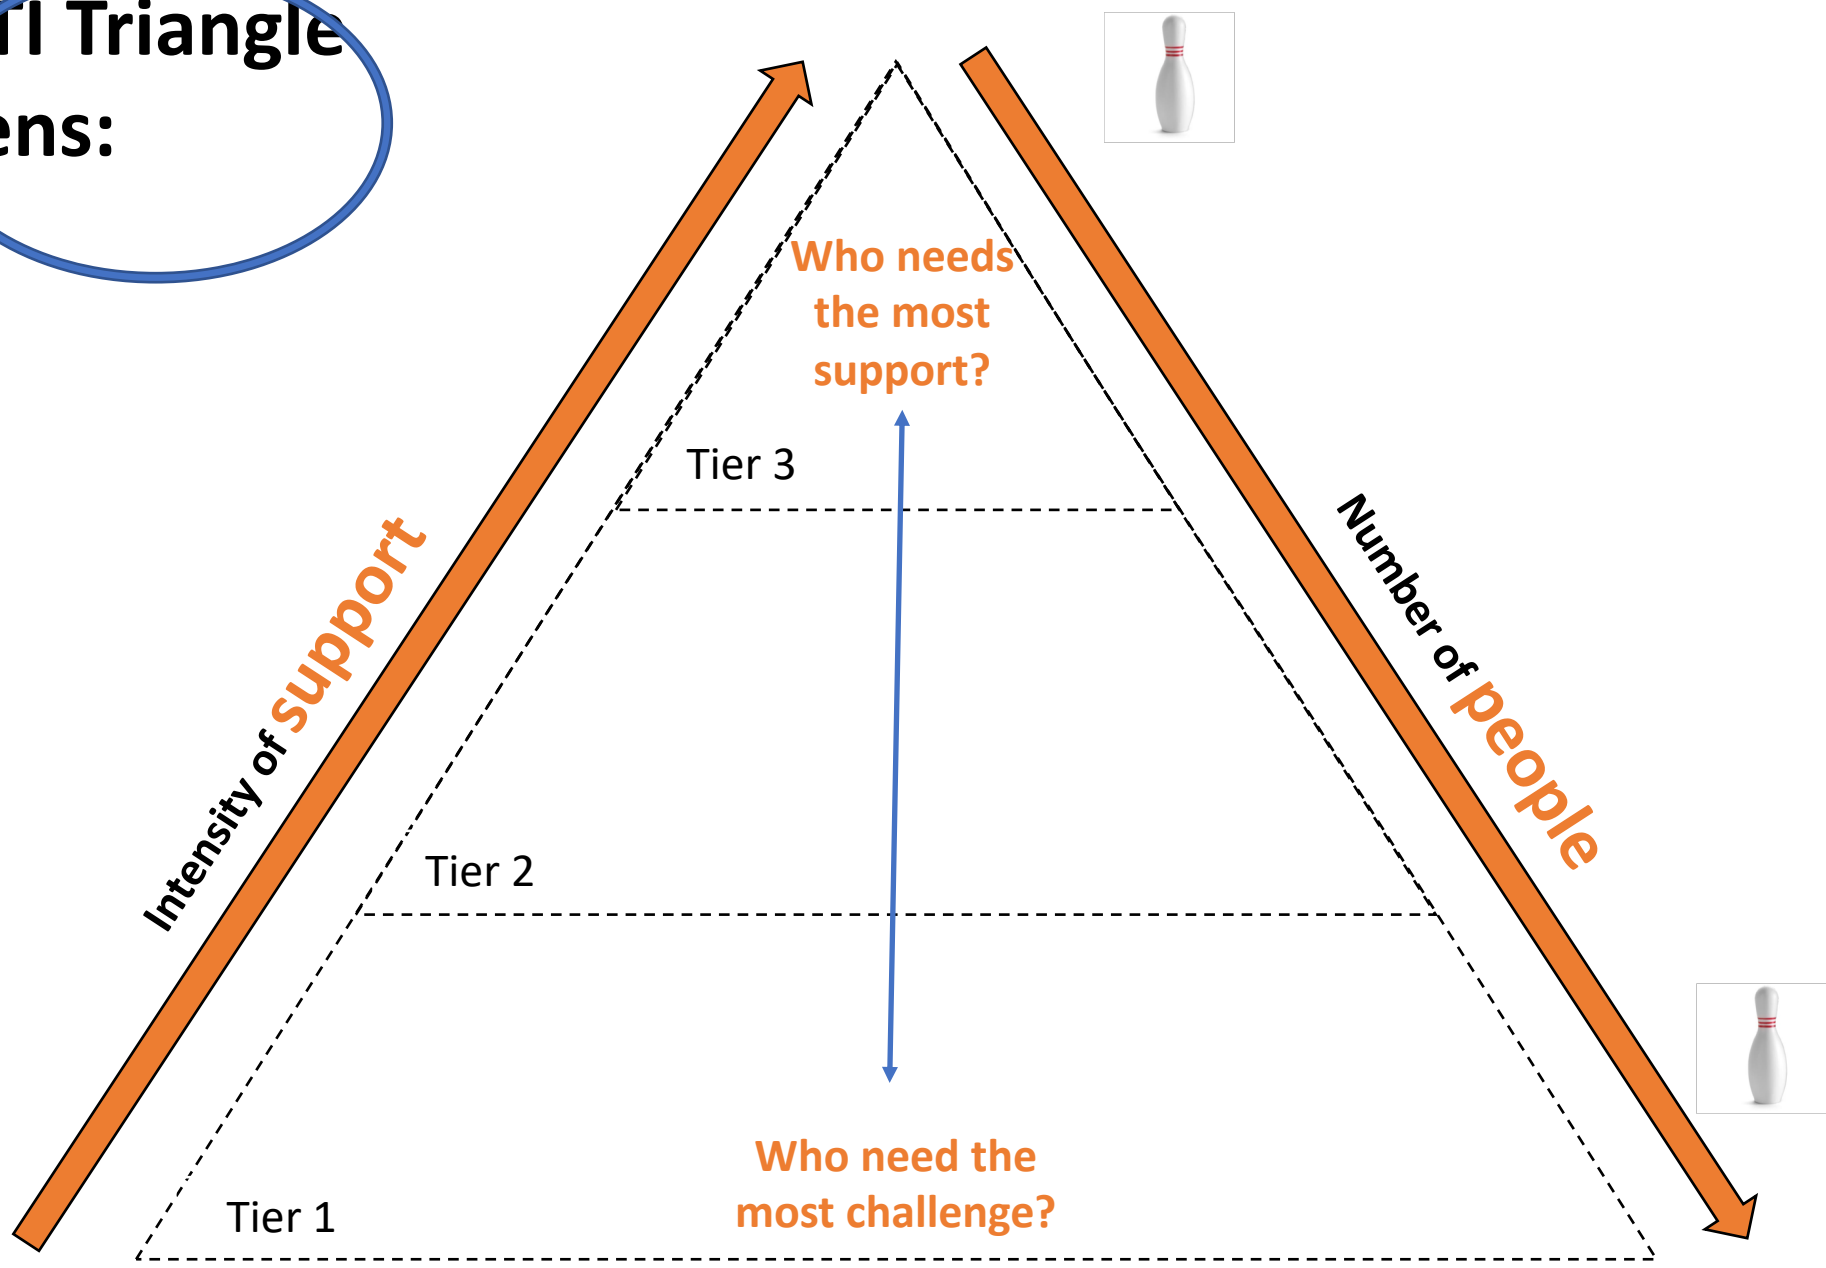 TI Triangle
ens:
Who needs
the most
support?
Tier 3
Intensity of support
Number of people
Tier 2
Who need the
most challenge?
Tier 1